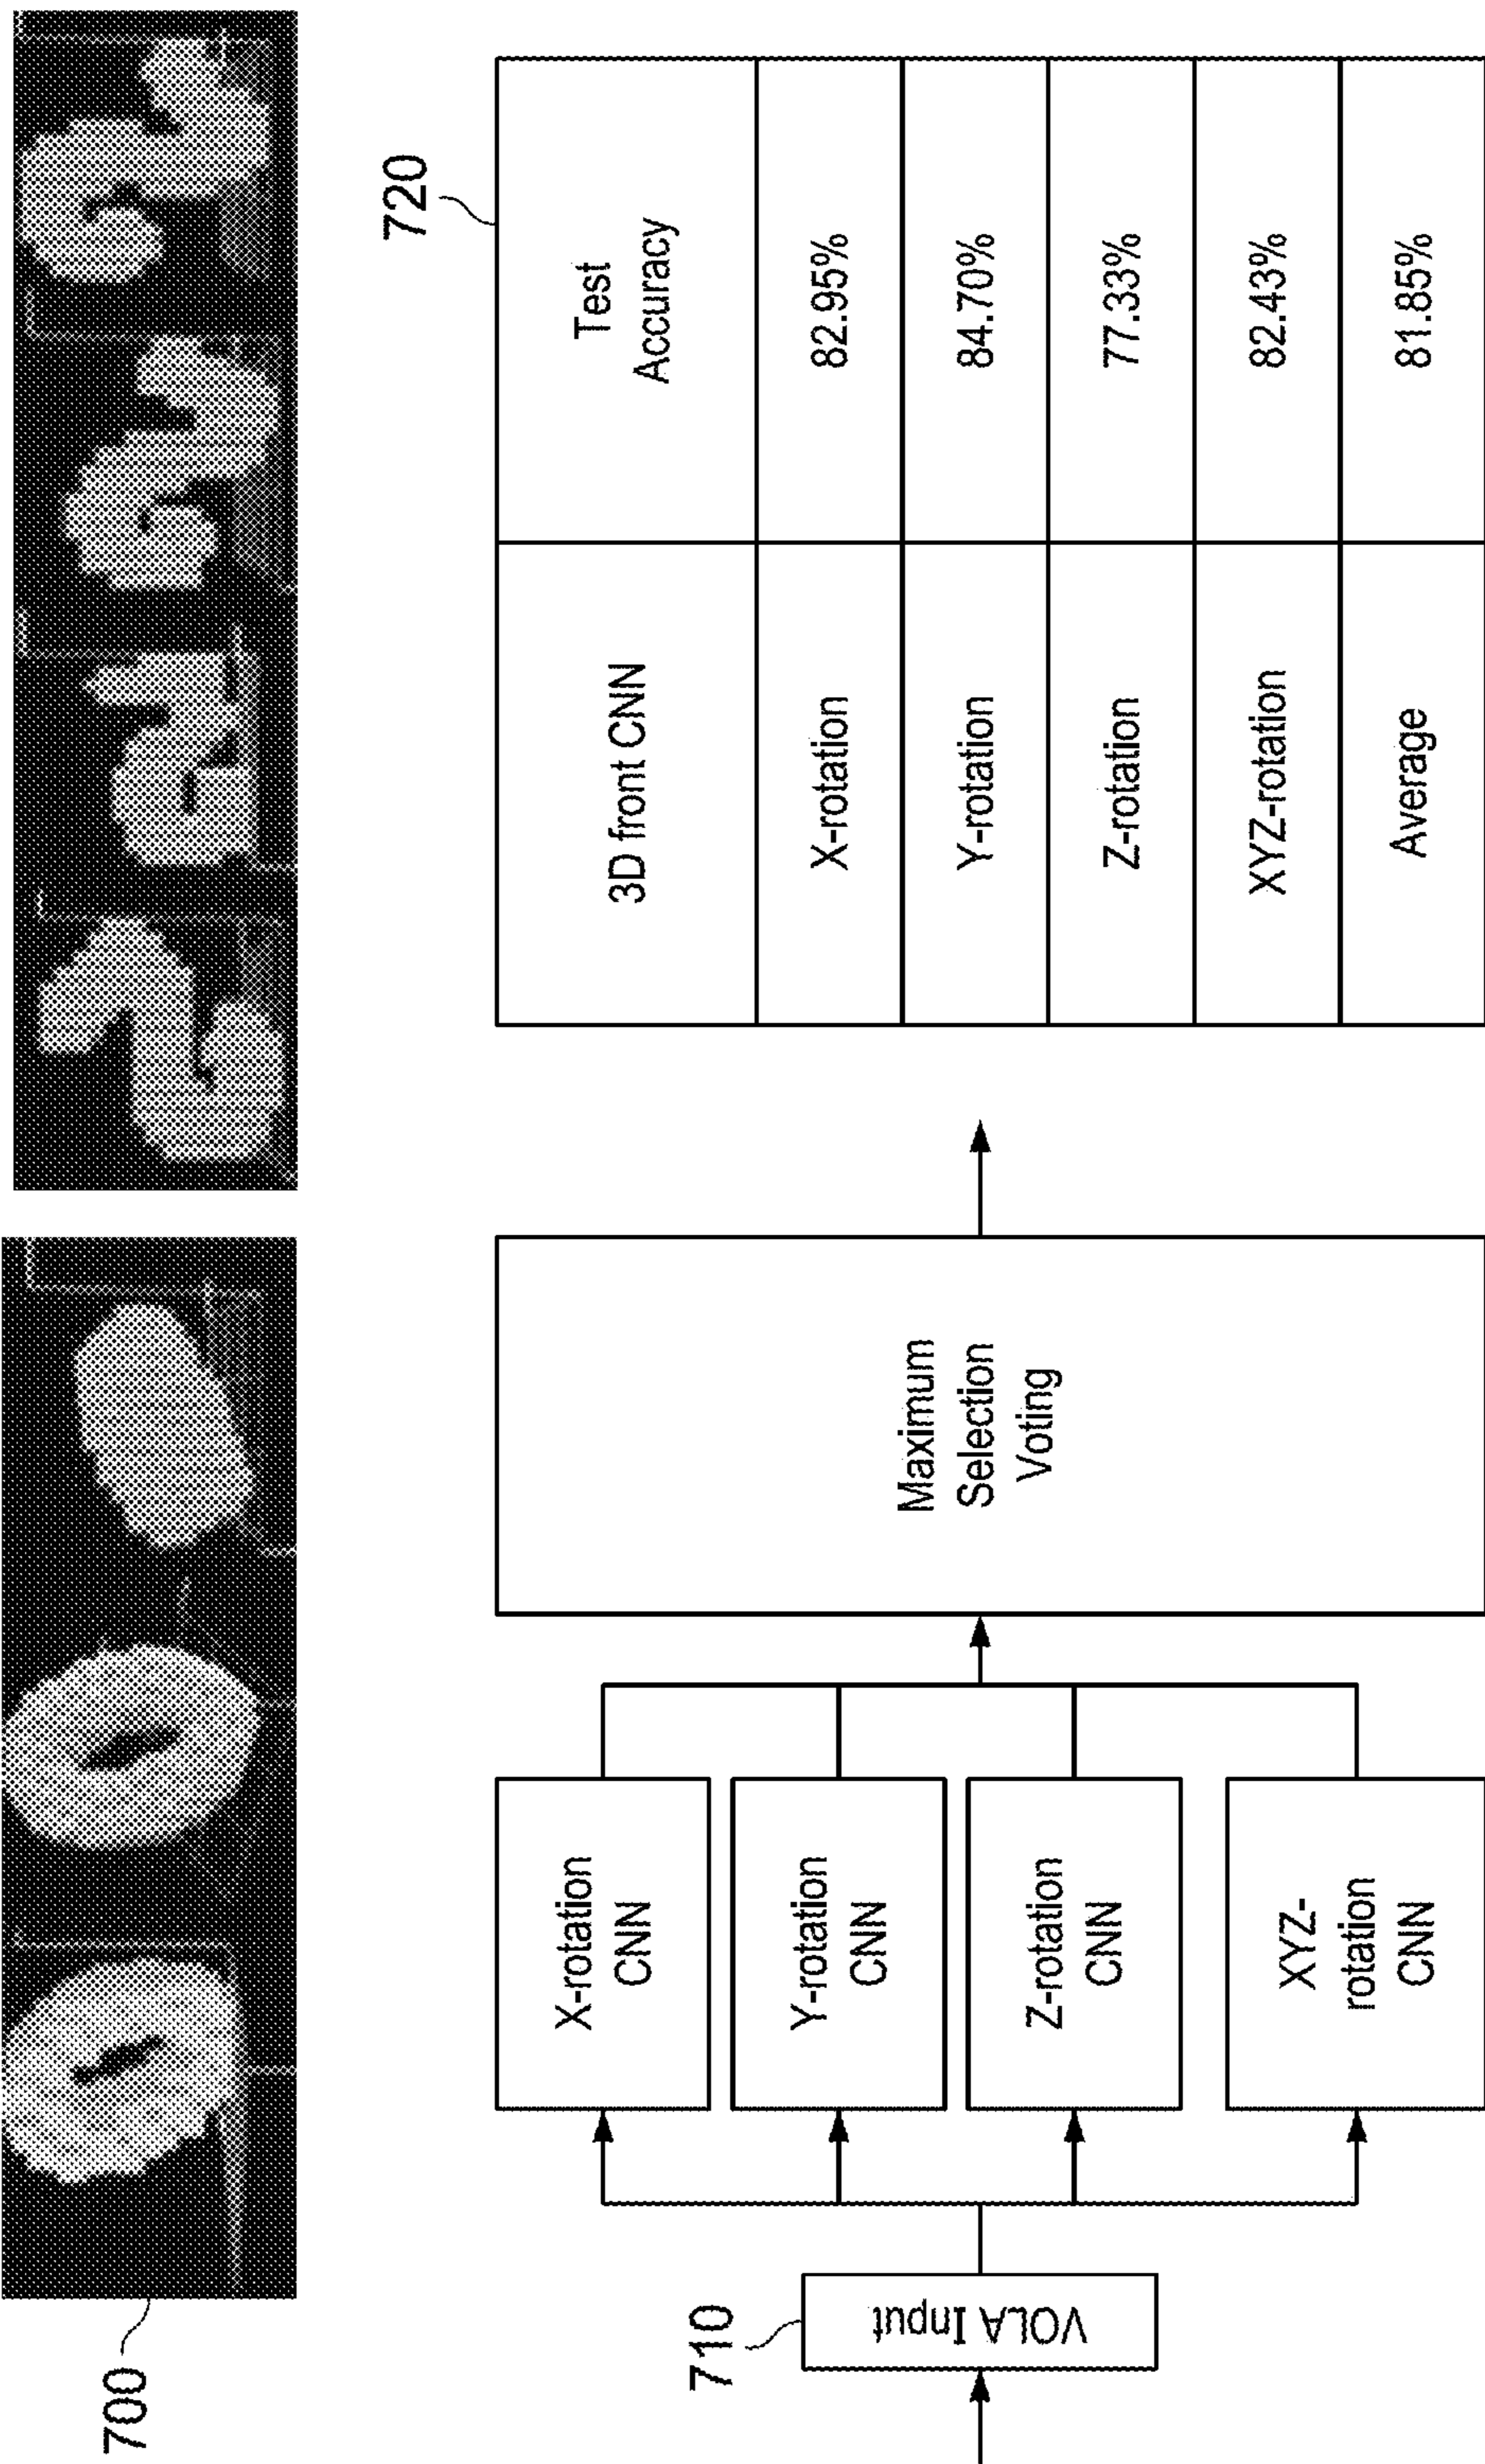 700
710
VOLA Input
X-rotation
CNN
Y-rotation
CNN
Z-rotation
CNN
XYZ-
rotation
CNN
Maximum
Selection
Voting
720
3D front CNN
Test
Accuracy
X-rotation
82.95%
Y-rotation
84.70%
Z-rotation
77.33%
XYZ-rotation
82.43%
Average
81.85%